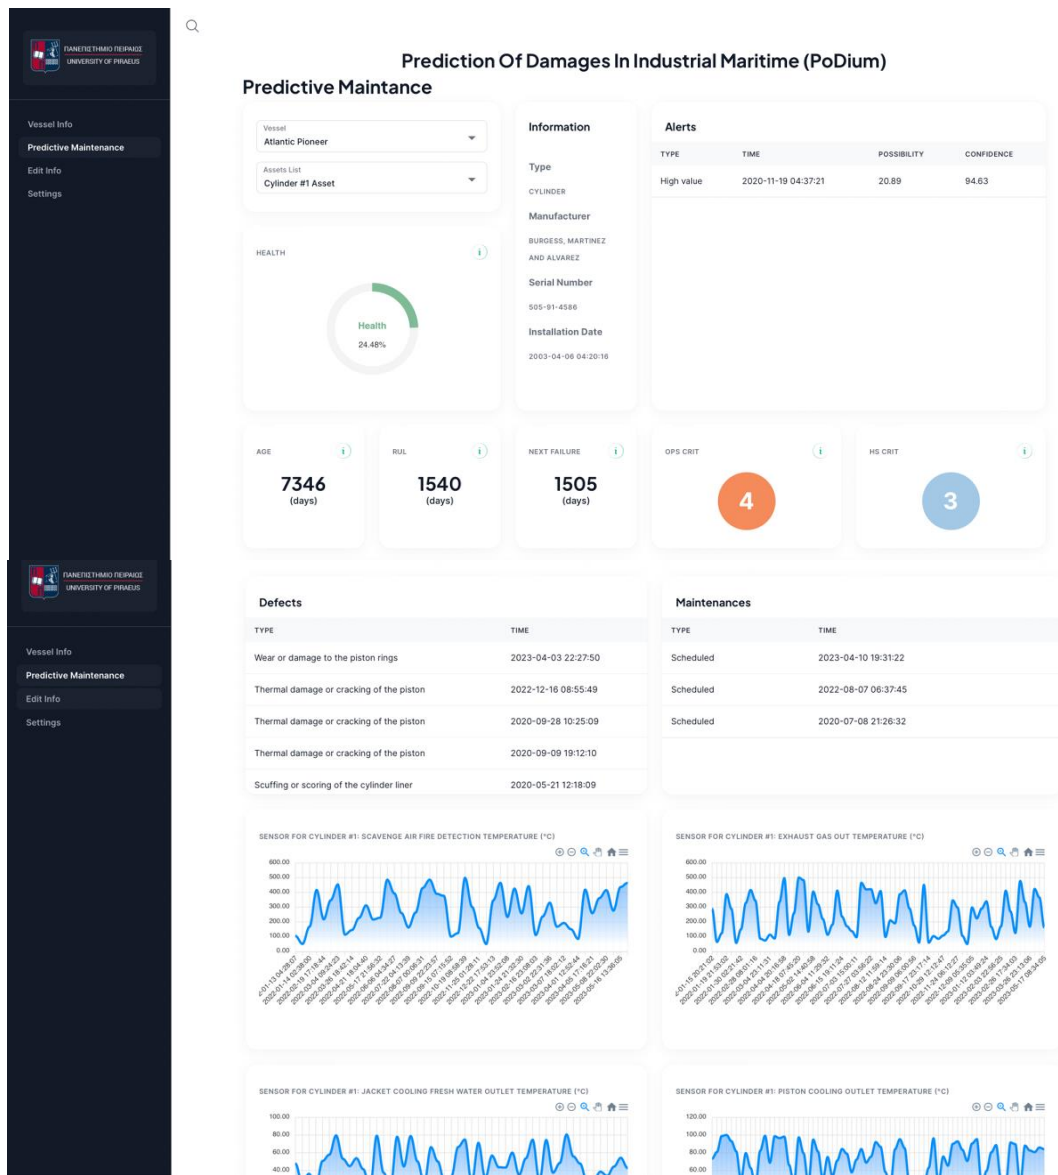 ΠΑΝΕΠΙΣΤΗΜΙΟ ΠΕΙΡΑΙΩΣ
UNIVERSITY OF PIRAEUS
Vessel Info
Predictive Maintenance
Edit Info
Settings
Prediction Of Damages In Industrial Maritime (PoDium)
Predictive Maintance
Vessel
Atlantic Pioneer
Assets List
Cylinder #1 Asset
HEALTH
i
Health
24.48%
Information
Type
CYLINDER
Manufacturer
BURGESS, MARTINEZ
AND ALVAREZ
Serial Number
505-91-4586
Installation Date
2003-04-06 04:20:16
Alerts
TYPE TIME POSSIBILITY CONFIDENCE
High value 2020-11-19 04:37:21 20.89 94.63
AGE i
7346
(days)
RUL i
1540
(days)
NEXT FAILURE i
1505
(days)
OPS CRIT i
4
HS CRIT i
3
ΠΑΝΕΠΙΣΤΗΜΙΟ ΠΕΙΡΑΙΩΣ
UNIVERSITY OF PIRAEUS
Vessel Info
Predictive Maintenance
Edit Info
Settings
Defects
TYPE TIME
Wear or damage to the piston rings 2023-04-03 22:27:50
Thermal damage or cracking of the piston 2022-12-16 08:55:49
Thermal damage or cracking of the piston 2020-09-28 10:25:09
Thermal damage or cracking of the piston 2020-09-09 19:12:10
Scuffing or scoring of the cylinder liner 2020-05-21 12:18:09
Maintenances
TYPE TIME
Scheduled 2023-04-10 19:31:22
Scheduled 2022-08-07 06:37:45
Scheduled 2020-07-08 21:26:32
SENSOR FOR CYLINDER #1: SCAVENGE AIR FIRE DETECTION TEMPERATURE (°C)
600.00
500.00
400.00
300.00
200.00
100.00
0.00
SENSOR FOR CYLINDER #1: EXHAUST GAS OUT TEMPERATURE (°C)
600.00
500.00
400.00
300.00
200.00
100.00
0.00
SENSOR FOR CYLINDER #1: JACKET COOLING FRESH WATER OUTLET TEMPERATURE (°C)
100.00
80.00
60.00
40.00
SENSOR FOR CYLINDER #1: PISTON COOLING OUTLET TEMPERATURE (°C)
120.00
100.00
80.00
60.00